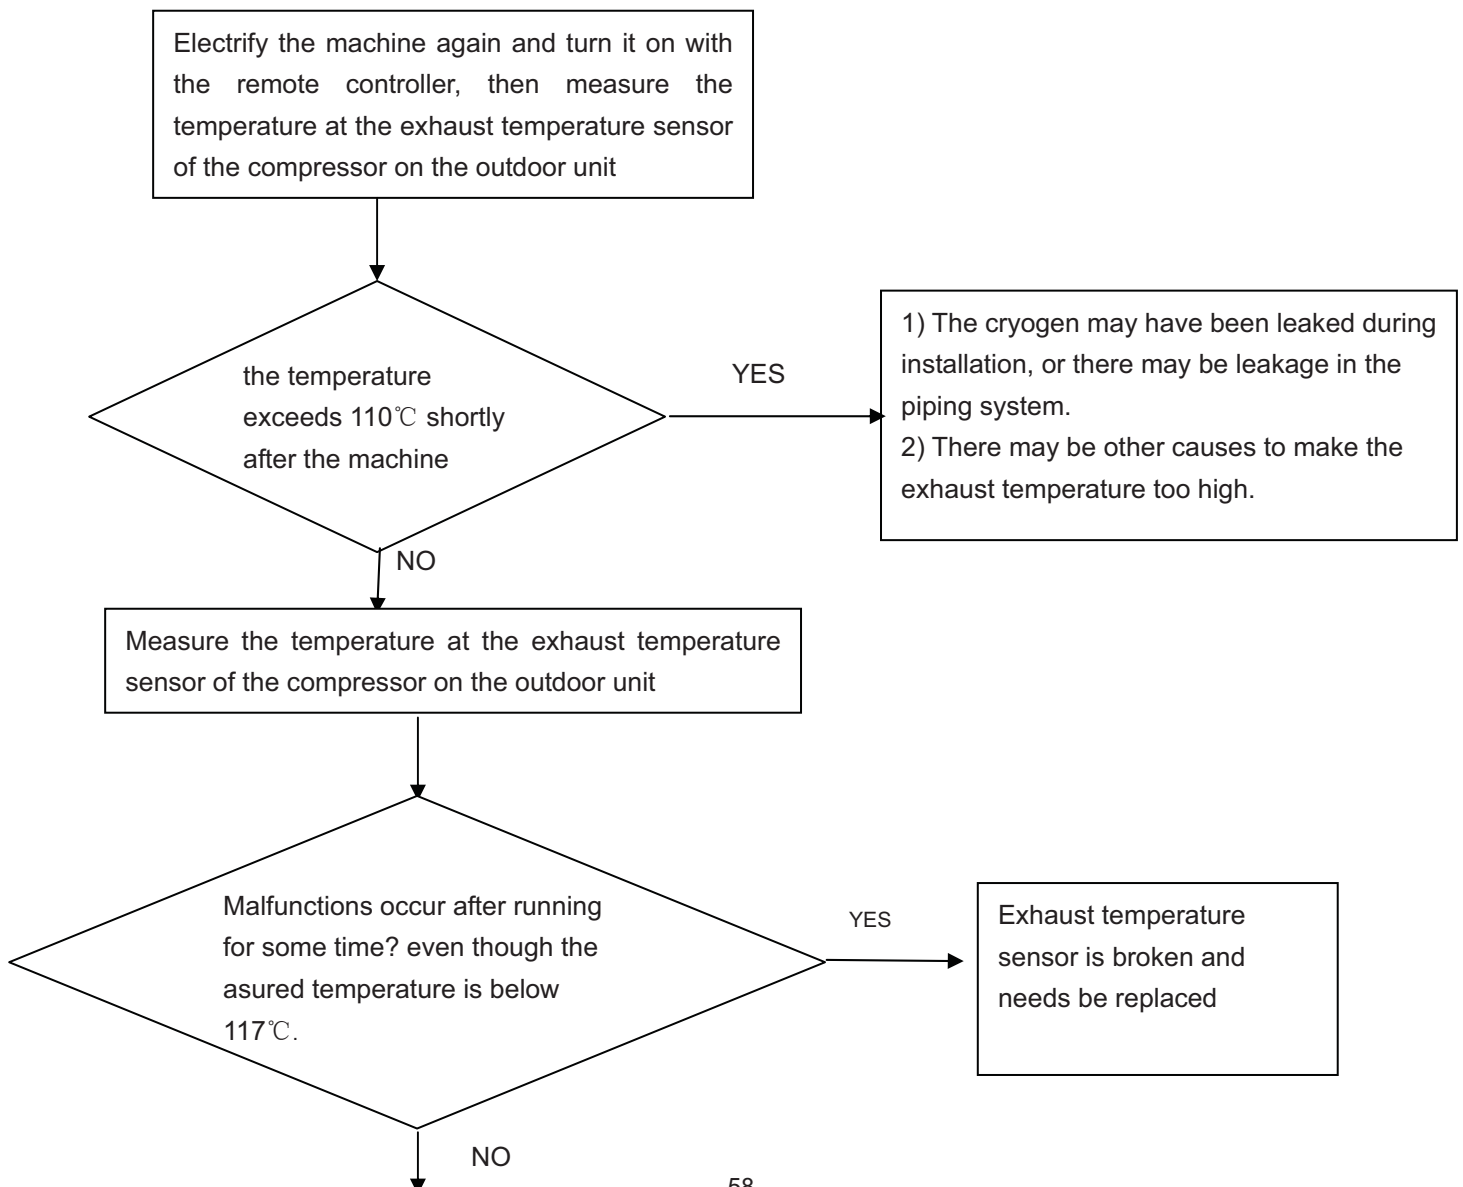 Electrify the machine again and turn it on with
the remote controller, then measure the
temperature at the exhaust temperature sensor
of the compressor on the outdoor unit
the temperature
exceeds 110℃ shortly
after the machine
YES
1) The cryogen may have been leaked during
installation, or there may be leakage in the
piping system.
2) There may be other causes to make the
exhaust temperature too high.
NO
Measure the temperature at the exhaust temperature
sensor of the compressor on the outdoor unit
Malfunctions occur after running
for some time? even though the
asured temperature is below
117℃.
YES
Exhaust temperature
sensor is broken and
needs be replaced
NO
58